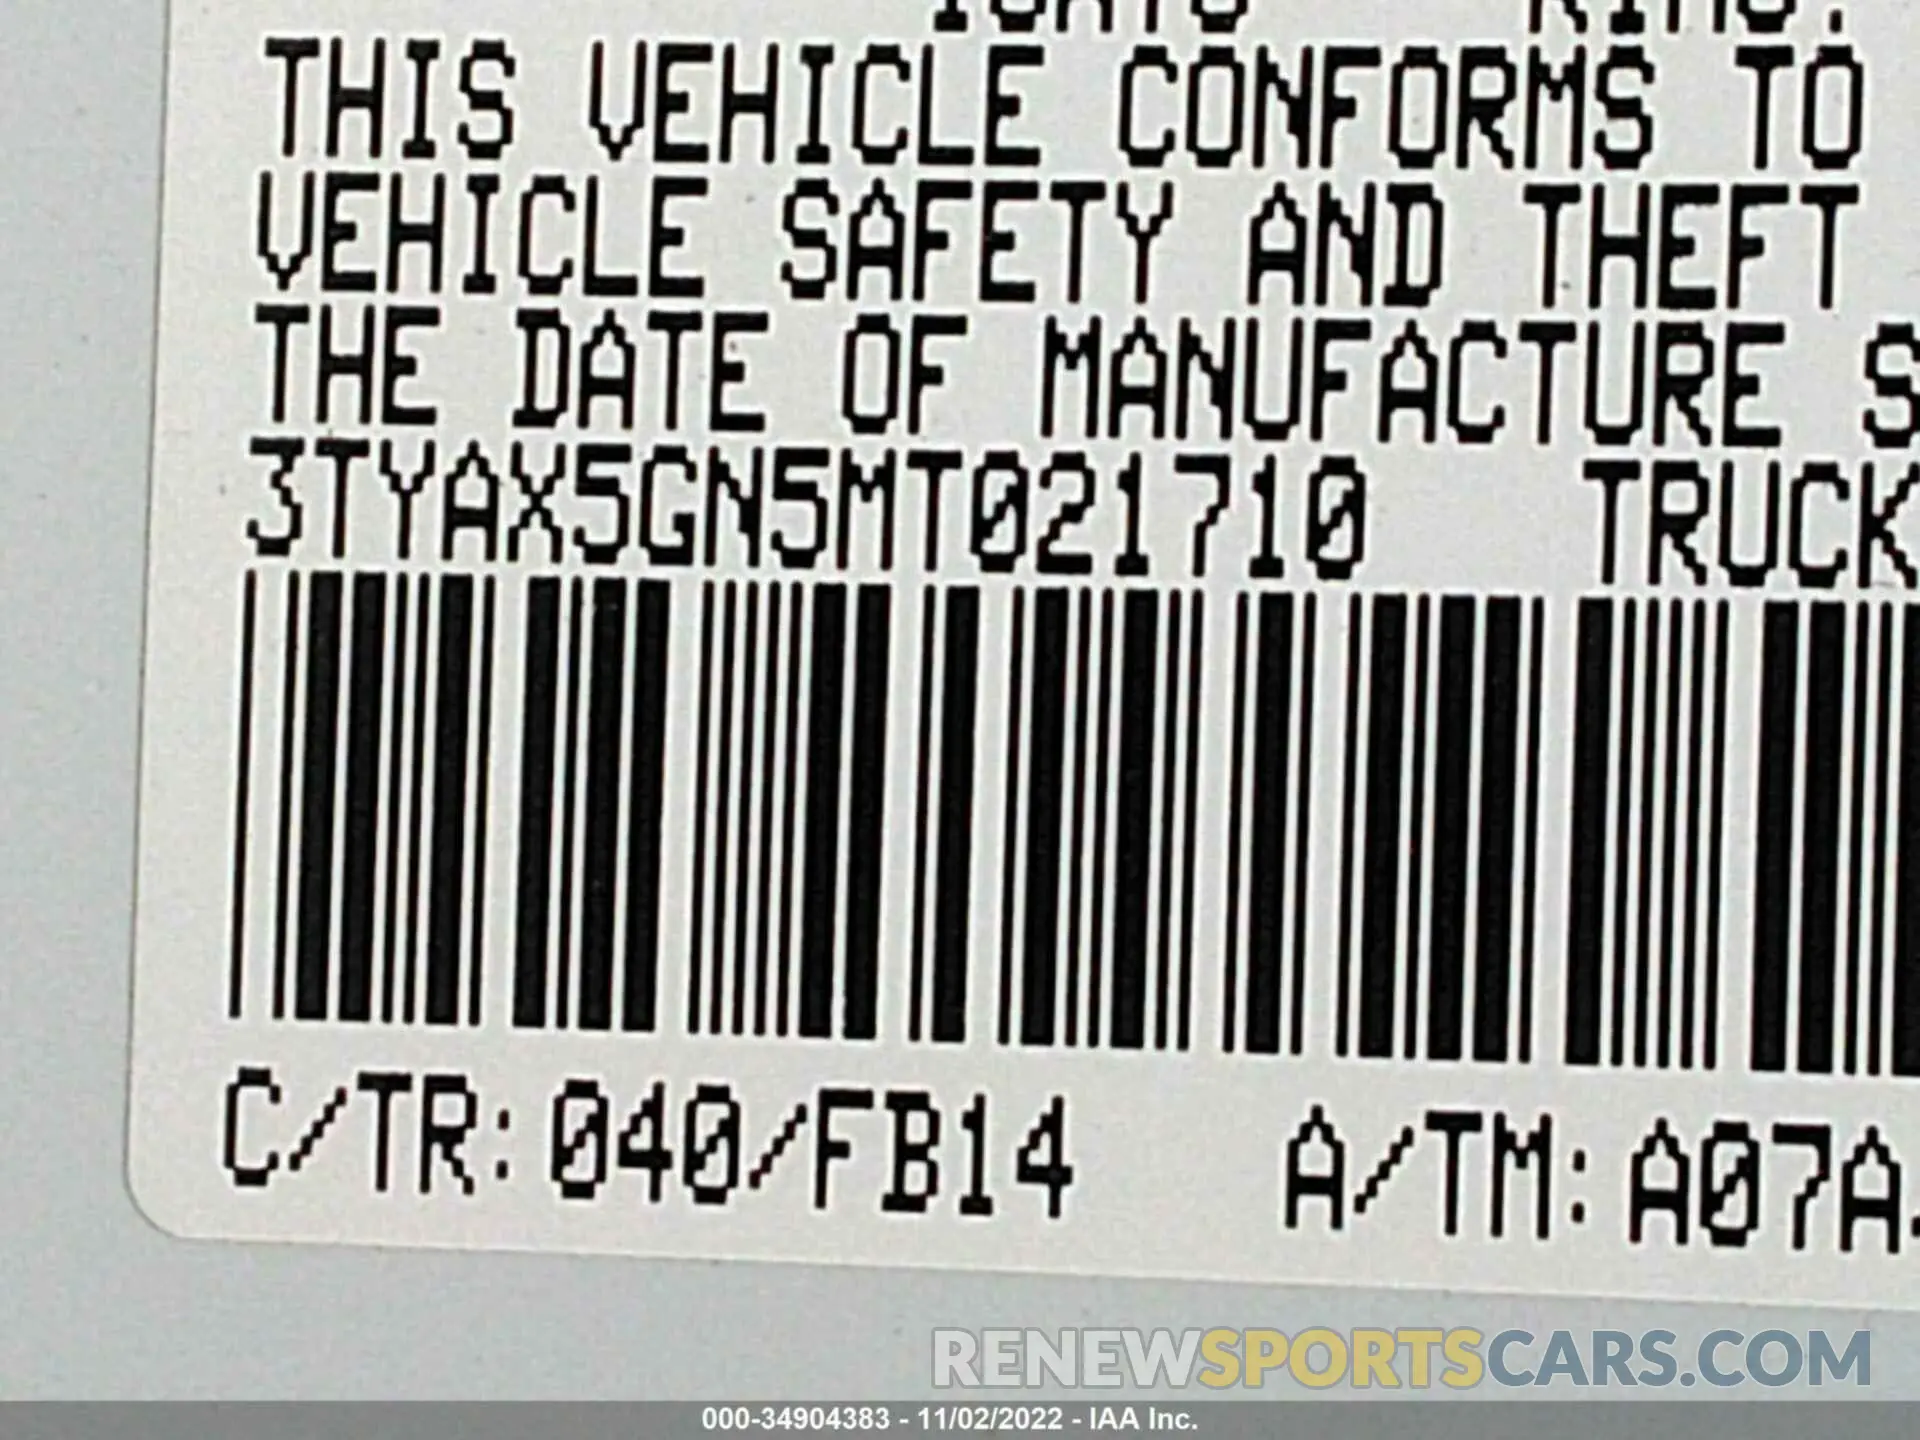 THIS VEHICLE CONFORMS TO
VEHICLE SAFETY AND THEFT
THE DATE OF MANUFACTURE S
3TYAX5GN5MT021710 TRUCK
C/TR:040/FB14 A/TM:A07A
RENEWSPORTSCARS.COM
000-34904383 - 11/02/2022 - IAA Inc.